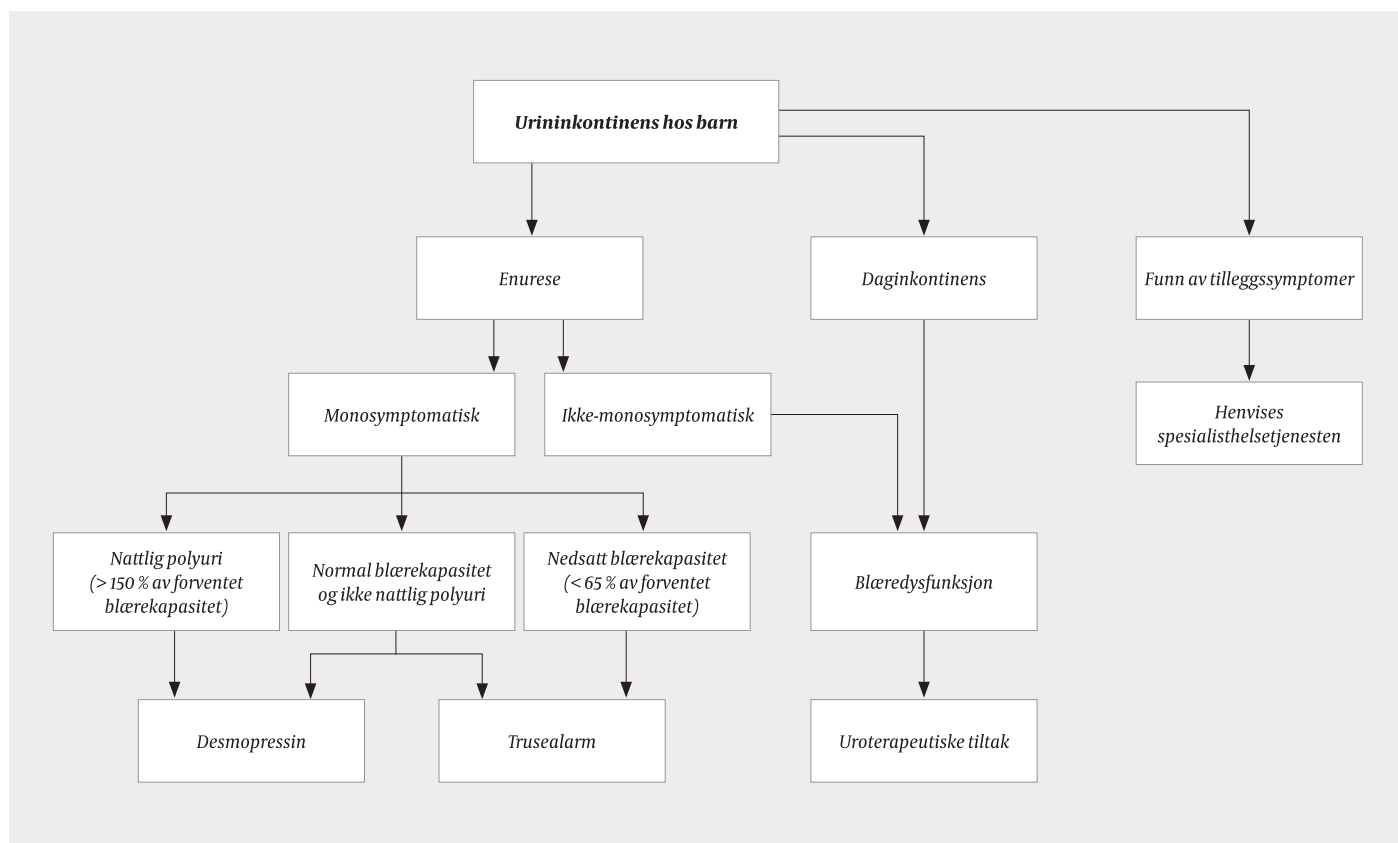 Urininkontinens hos barn
Enurese
Daginkontinens
Funn av tilleggssymptomer
Monosymptomatisk
Ikke-monosymptomatisk
Henvises
spesialisthelsetjenesten
Nattlig polyuri
(> 150 % av forventet
blærekapasitet)
Normal blærekapasitet
og ikke nattlig polyuri
Nedsatt blærekapasitet
(< 65 % av forventet
blærekapasitet)
Blæredysfunksjon
Desmopressin
Trusealarm
Uroterapeutiske tiltak